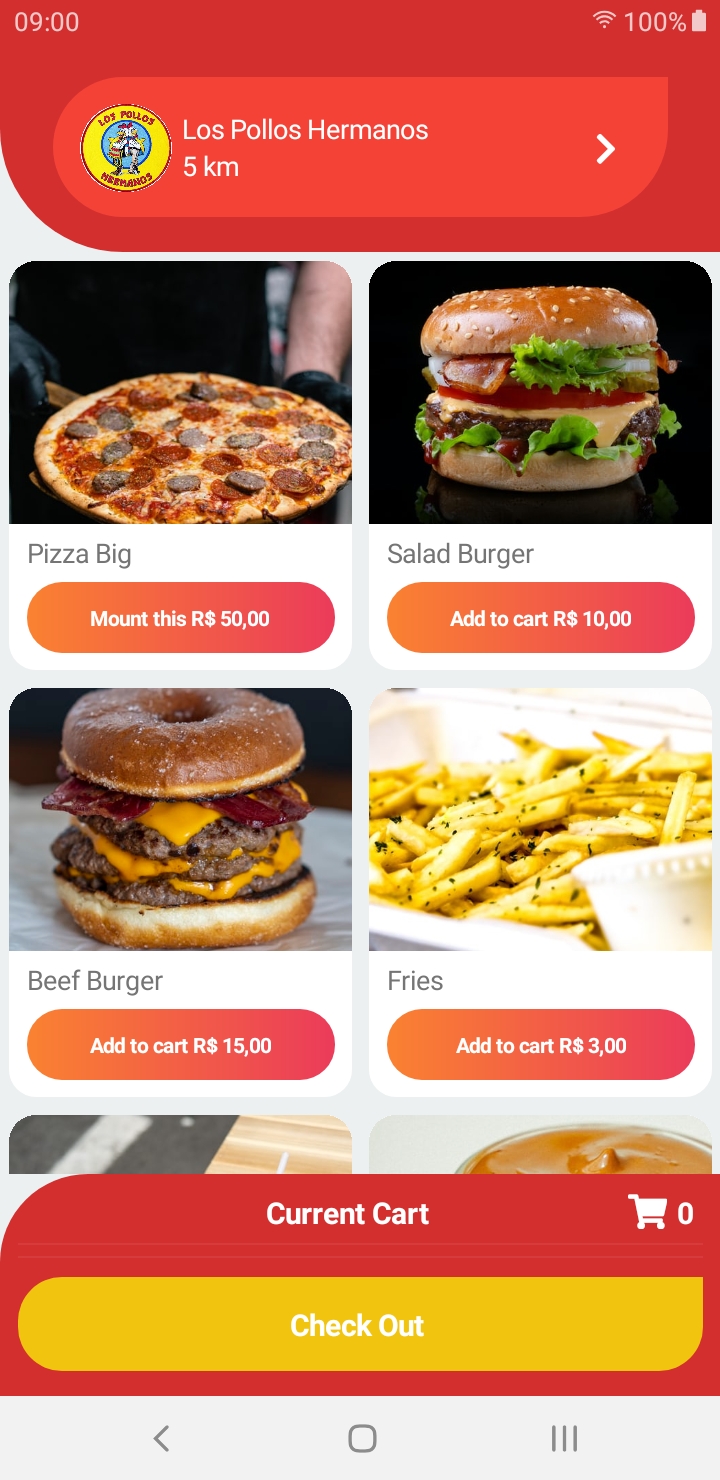 09:00
100%
LOS POLLOS
HERMANOS
Los Pollos Hermanos
5 km
Pizza Big
Salad Burger
Mount this R$ 50,00
Add to cart R$ 10,00
Beef Burger
Fries
Add to cart R$ 15,00
Add to cart R$ 3,00
Current Cart
0
Check Out